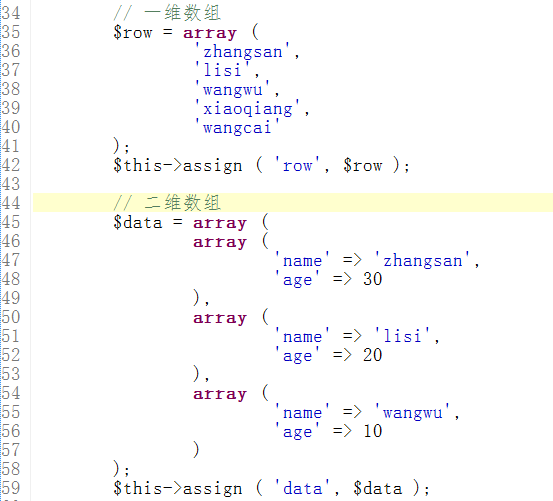 34 // 一维数组
35 $row = array (
36 'zhangsan',
37 'lisi',
38 'wangwu',
39 'xiaoqiang',
40 'wangcai'
41 );
42 $this->assign ( 'row', $row );
43
44 // 二维数组
45 $data = array (
46 array (
47 'name' => 'zhangsan',
48 'age' => 30
49 ),
50 array (
51 'name' => 'lisi',
52 'age' => 20
53 ),
54 array (
55 'name' => 'wangwu',
56 'age' => 10
57 )
58 );
59 $this->assign ( 'data', $data );